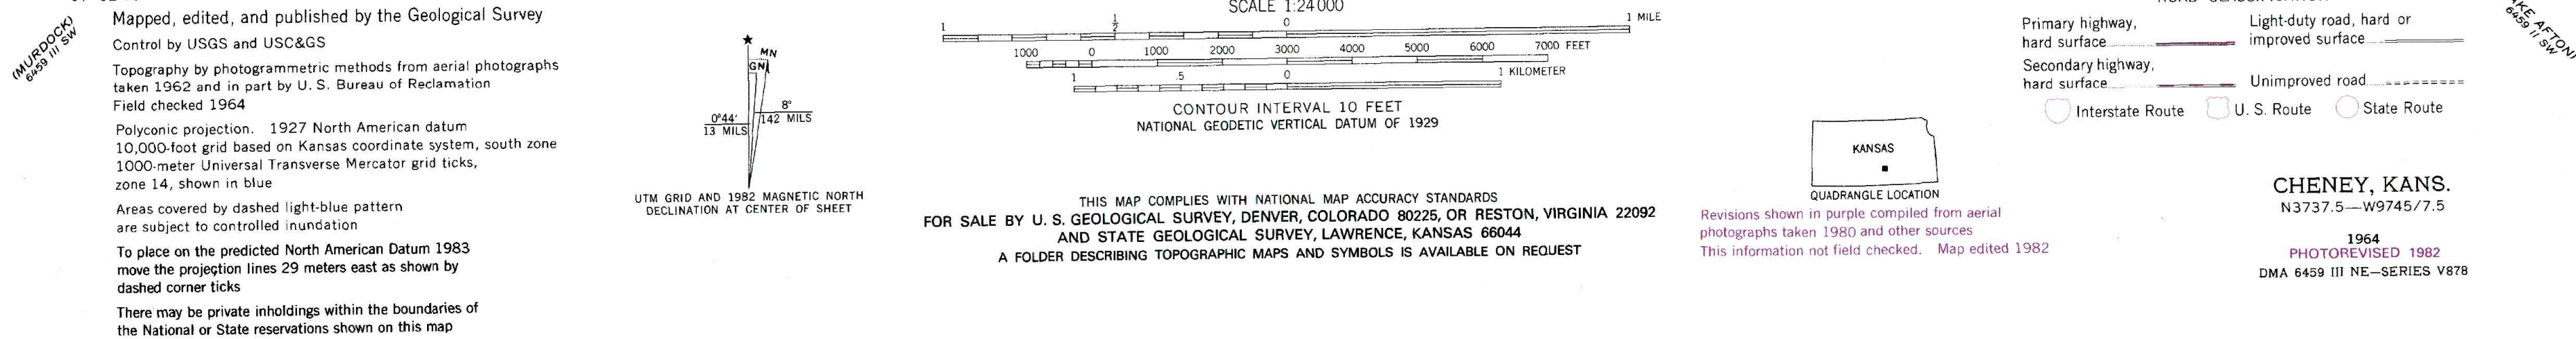 (MURDOCK)
6459 III SW
Mapped, edited, and published by the Geological Survey
Control by USGS and USC&GS
Topography by photogrammetric methods from aerial photographs
taken 1962 and in part by U. S. Bureau of Reclamation
Field checked 1964
Polyconic projection. 1927 North American datum
10,000-foot grid based on Kansas coordinate system, south zone
1000-meter Universal Transverse Mercator grid ticks,
zone 14, shown in blue
Areas covered by dashed light-blue pattern
are subject to controlled inundation
To place on the predicted North American Datum 1983
move the projection lines 29 meters east as shown by
dashed corner ticks
There may be private inholdings within the boundaries of
the National or State reservations shown on this map
MN
GN
0°44′
13 MILS
8°
142 MILS
UTM GRID AND 1982 MAGNETIC NORTH
DECLINATION AT CENTER OF SHEET
SCALE 1:24 000
1 ½ 0 1 MILE
1000 0 1000 2000 3000 4000 5000 6000 7000 FEET
1 .5 0 1 KILOMETER
CONTOUR INTERVAL 10 FEET
NATIONAL GEODETIC VERTICAL DATUM OF 1929
THIS MAP COMPLIES WITH NATIONAL MAP ACCURACY STANDARDS
FOR SALE BY U. S. GEOLOGICAL SURVEY, DENVER, COLORADO 80225, OR RESTON, VIRGINIA 22092
AND STATE GEOLOGICAL SURVEY, LAWRENCE, KANSAS 66044
A FOLDER DESCRIBING TOPOGRAPHIC MAPS AND SYMBOLS IS AVAILABLE ON REQUEST
KANSAS
QUADRANGLE LOCATION
Revisions shown in purple compiled from aerial
photographs taken 1980 and other sources
This information not field checked. Map edited 1982
Primary highway,
hard surface
Light-duty road, hard or
improved surface
Secondary highway,
hard surface
Unimproved road
Interstate Route U. S. Route State Route
CHENEY, KANS.
N3737.5—W9745/7.5
1964
PHOTOREVISED 1982
DMA 6459 III NE—SERIES V878
AFTON)
6459 II SW